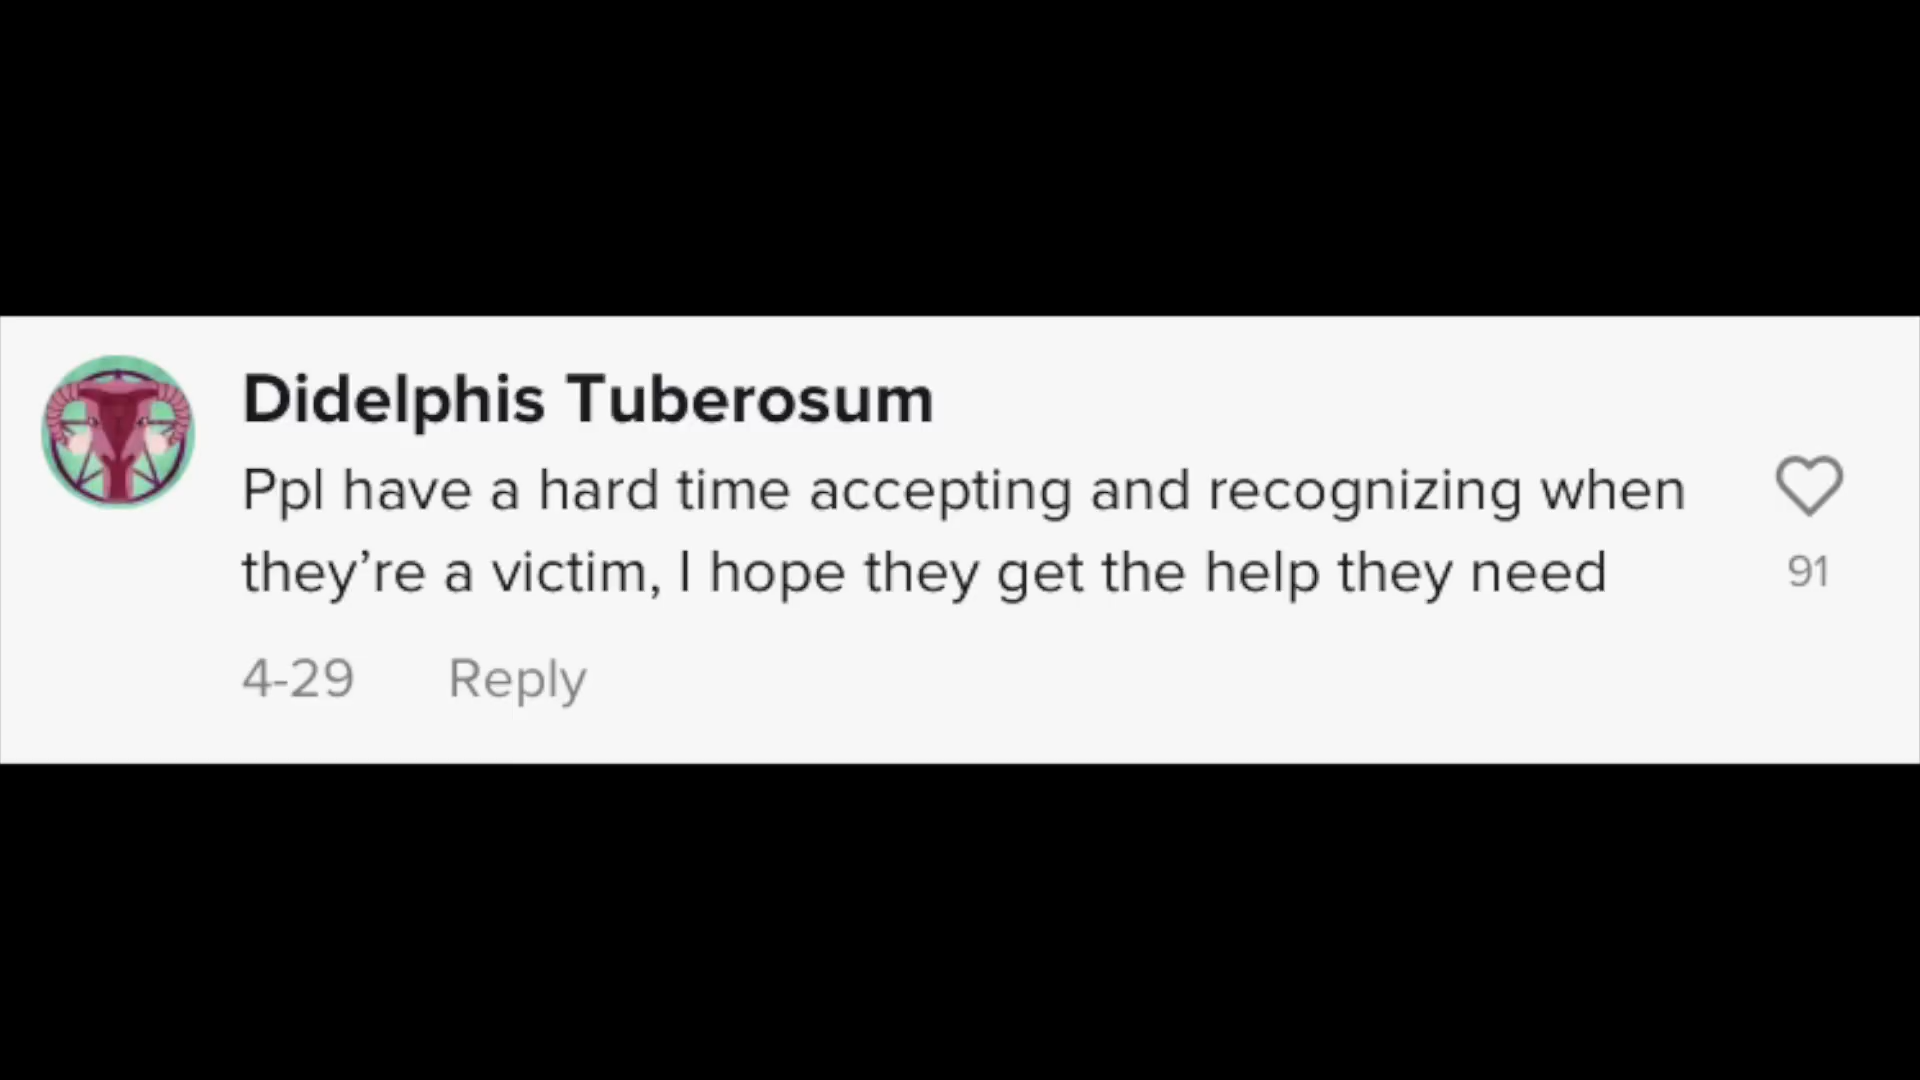 Didelphis Tuberosum
Ppl have a hard time accepting and recognizing when
they’re a victim, I hope they get the help they need
91
4-29 Reply